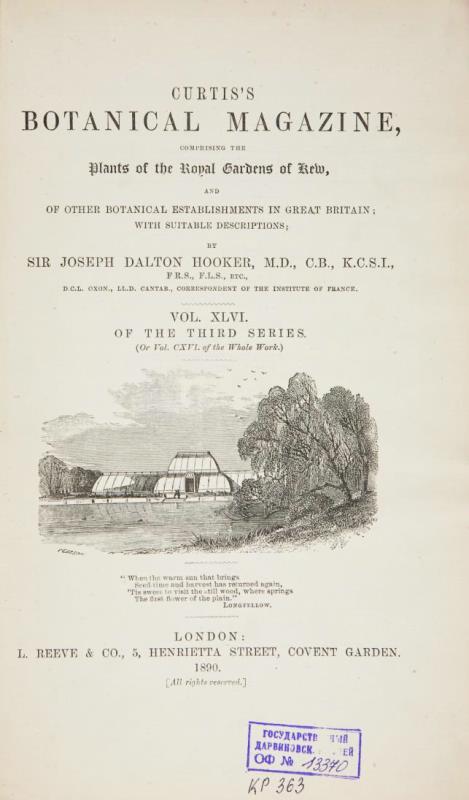 CURTIS'S
BOTANICAL MAGAZINE,
COMPRISING THE
Plants of the Royal Gardens of Kew,
AND
OF OTHER BOTANICAL ESTABLISHMENTS IN GREAT BRITAIN;
WITH SUITABLE DESCRIPTIONS;
BY
SIR JOSEPH DALTON HOOKER, M.D., C.B., K.C.S.I.,
F.R.S., F.L.S., ETC.,
D.C.L. OXON., LL.D. CANTAB., CORRESPONDENT OF THE INSTITUTE OF FRANCE.
VOL. XLVI.
OF THE THIRD SERIES.
(Or Vol. CXVI. of the Whole Work.)
"When the warm sun that brings
Seed-time and harvest has returned again,
'Tis sweet to visit the still wood, where springs
The first flower of the plain."
LONGFELLOW.
LONDON:
L. REEVE & CO., 5, HENRIETTA STREET, COVENT GARDEN.
1890.
[All rights reserved.]
ГОСУДАРСТВ
ДАРВИНОВСК
ОФ № 13370
КР 363